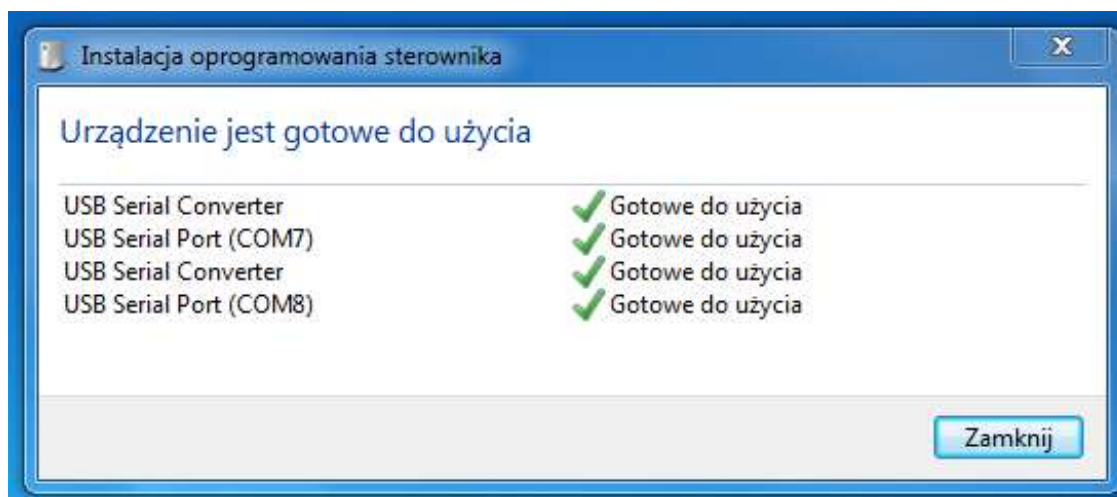 Instalacja oprogramowania sterownika
X
Urządzenie jest gotowe do użycia
USB Serial Converter Gotowe do użycia
USB Serial Port (COM7) Gotowe do użycia
USB Serial Converter Gotowe do użycia
USB Serial Port (COM8) Gotowe do użycia
Zamknij